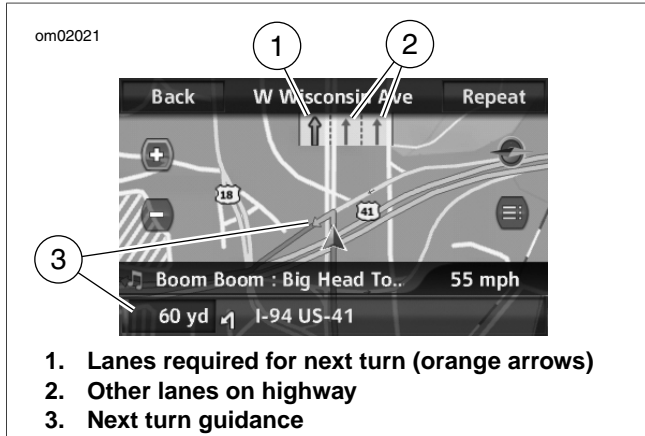 om02021
1
2
Back W Wisconsin Ave Repeat
18
41
3
Boom Boom : Big Head To.. 55 mph
60 yd I-94 US-41
1. Lanes required for next turn (orange arrows)
2. Other lanes on highway
3. Next turn guidance